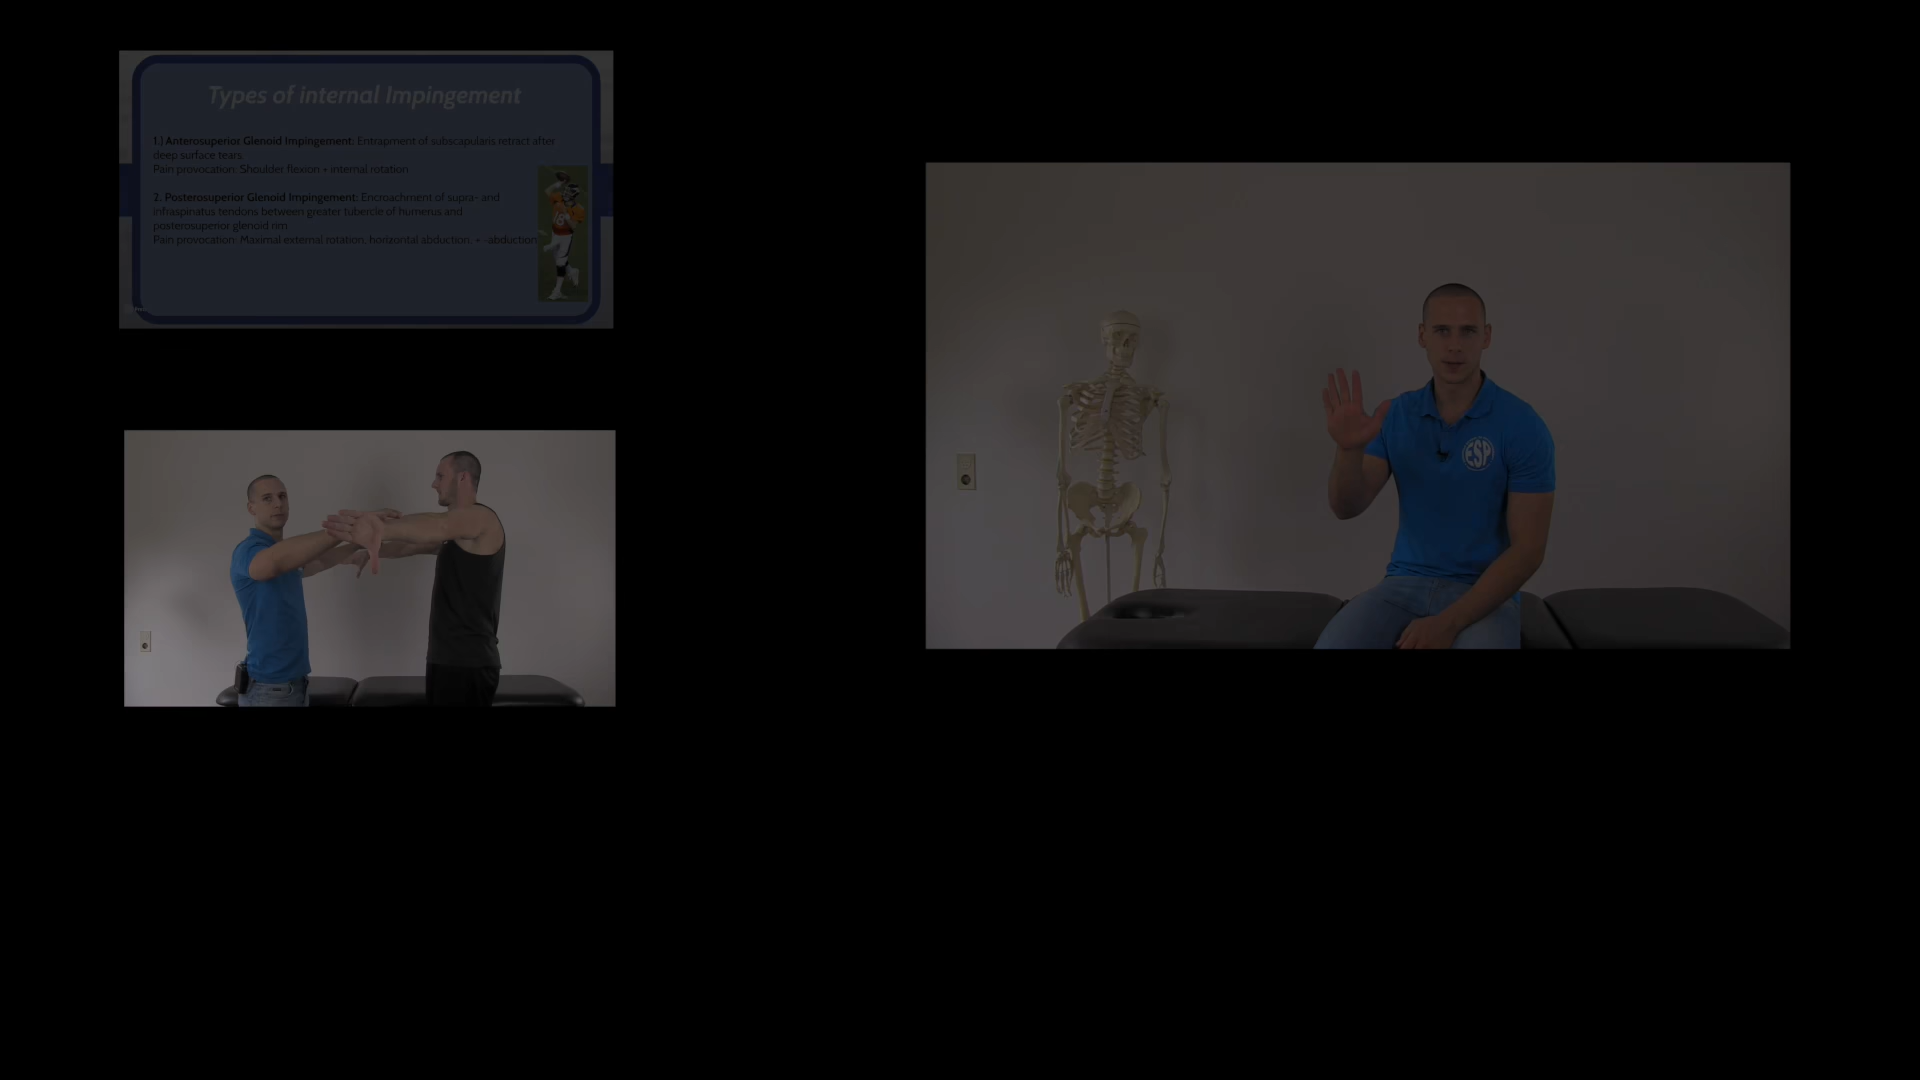 Types of internal Impingement
1.) Anterosuperior Glenoid Impingement: Entrapment of subscapularis retract after
deep surface tears
Pain provocation: Shoulder flexion + internal rotation
2. Posterosuperior Glenoid Impingement: Encroachment of supra- and
infraspinatus tendons between greater tubercle of humerus and
posterosuperior glenoid rim
Pain provocation: Maximal external rotation, horizontal abduction, + -abduction
18
ESP